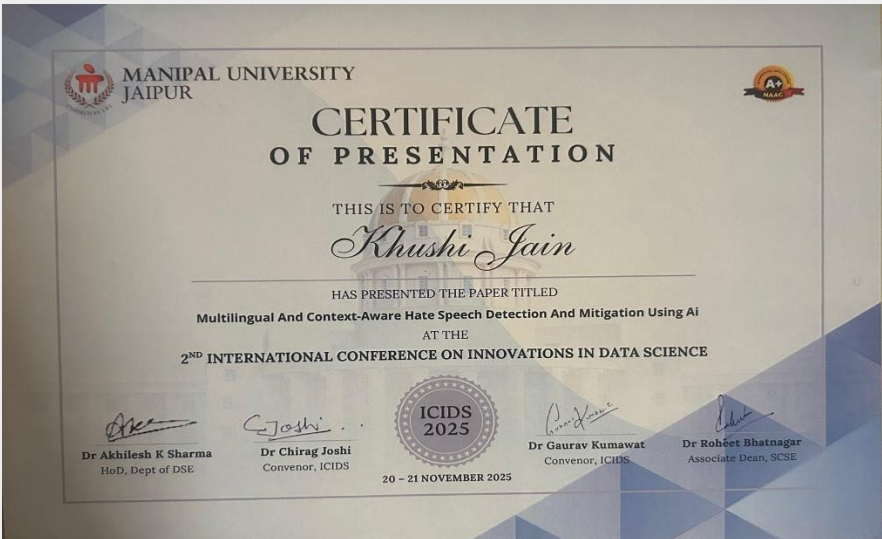 MANIPAL UNIVERSITY
JAIPUR
A+
NAAC
CERTIFICATE
OF PRESENTATION
THIS IS TO CERTIFY THAT
Khushi Jain
HAS PRESENTED THE PAPER TITLED
Multilingual And Context-Aware Hate Speech Detection And Mitigation Using Ai
AT THE
2ND INTERNATIONAL CONFERENCE ON INNOVATIONS IN DATA SCIENCE
ICIDS
2025
CJoshi
Dr Akhilesh K Sharma
HoD, Dept of DSE
Dr Chirag Joshi
Convenor, ICIDS
Dr Gaurav Kumawat
Convenor, ICIDS
Dr Roheet Bhatnagar
Associate Dean, SCSE
20 – 21 NOVEMBER 2025